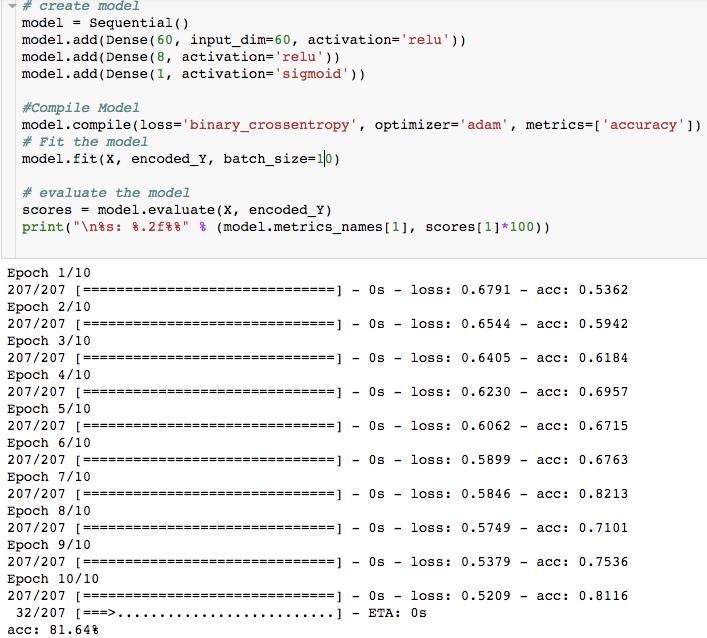 # create model
model = Sequential()
model.add(Dense(60, input_dim=60, activation='relu'))
model.add(Dense(8, activation='relu'))
model.add(Dense(1, activation='sigmoid'))

#Compile Model
model.compile(loss='binary_crossentropy', optimizer='adam', metrics=['accuracy'])
# Fit the model
model.fit(X, encoded_Y, batch_size=10)

# evaluate the model
scores = model.evaluate(X, encoded_Y)
print("\n%s: %.2f%%" % (model.metrics_names[1], scores[1]*100))

Epoch 1/10
207/207 [==============================] - 0s - loss: 0.6791 - acc: 0.5362
Epoch 2/10
207/207 [==============================] - 0s - loss: 0.6544 - acc: 0.5942
Epoch 3/10
207/207 [==============================] - 0s - loss: 0.6405 - acc: 0.6184
Epoch 4/10
207/207 [==============================] - 0s - loss: 0.6230 - acc: 0.6957
Epoch 5/10
207/207 [==============================] - 0s - loss: 0.6062 - acc: 0.6715
Epoch 6/10
207/207 [==============================] - 0s - loss: 0.5899 - acc: 0.6763
Epoch 7/10
207/207 [==============================] - 0s - loss: 0.5846 - acc: 0.8213
Epoch 8/10
207/207 [==============================] - 0s - loss: 0.5749 - acc: 0.7101
Epoch 9/10
207/207 [==============================] - 0s - loss: 0.5379 - acc: 0.7536
Epoch 10/10
207/207 [==============================] - 0s - loss: 0.5209 - acc: 0.8116
 32/207 [===>..........................] - ETA: 0s
acc: 81.64%